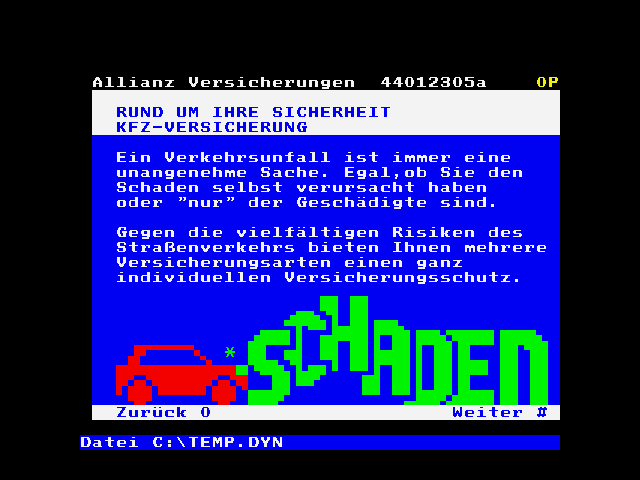 Allianz Versicherungen 44012305a 0P
RUND UM IHRE SICHERHEIT
KFZ-VERSICHERUNG
Ein Verkehrsunfall ist immer eine
unangenehme Sache. Egal,ob Sie den
Schaden selbst verursacht haben
oder "nur" der Geschädigte sind.
Gegen die vielfältigen Risiken des
Straßenverkehrs bieten Ihnen mehrere
Versicherungsarten einen ganz
individuellen Versicherungsschutz.
*
SCHADEN
Zurück 0 Weiter #
Datei C:\TEMP.DYN